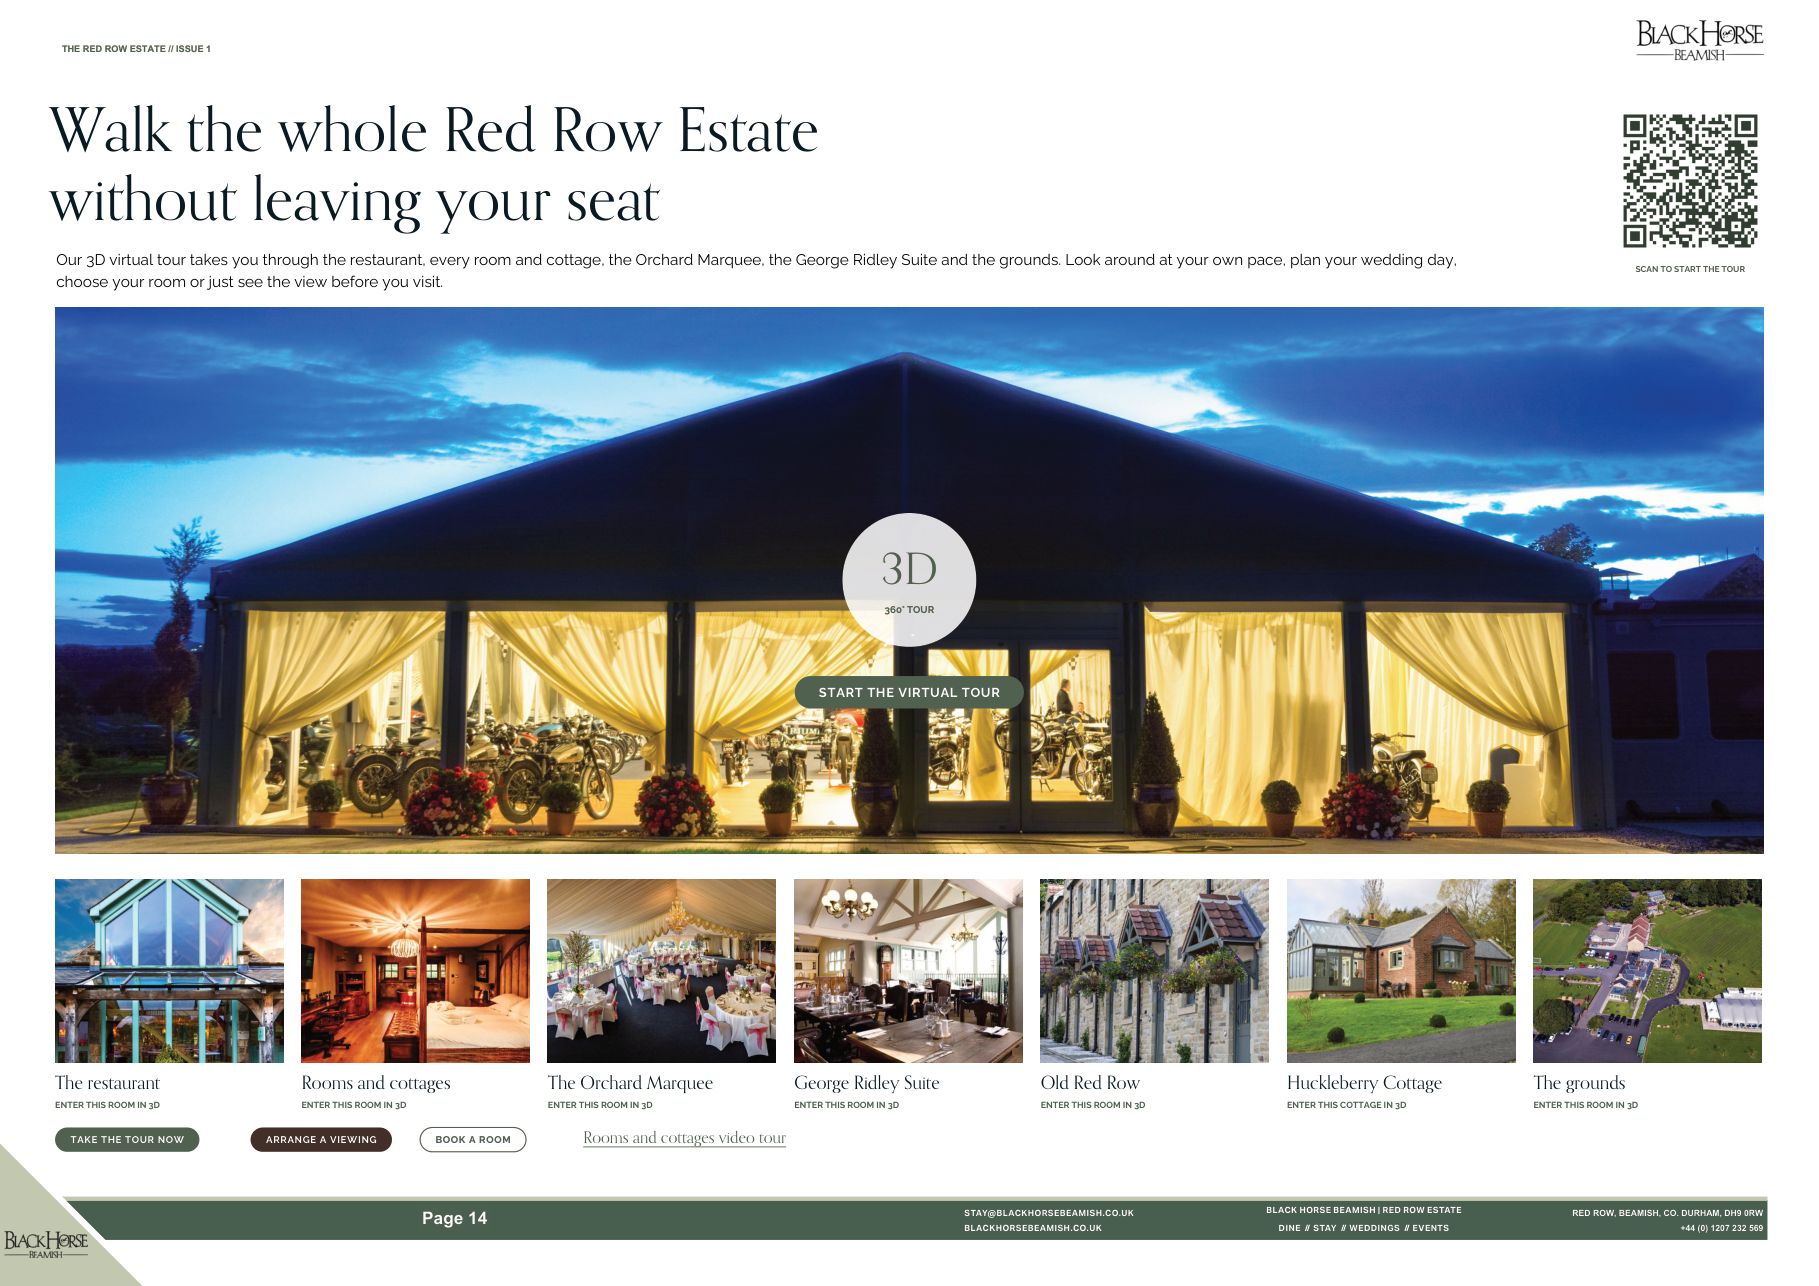 THE RED ROW ESTATE // ISSUE 1
BLACK HORSE
BEAMISH
Walk the whole Red Row Estate
without leaving your seat
Our 3D virtual tour takes you through the restaurant, every room and cottage, the Orchard Marquee, the George Ridley Suite and the grounds. Look around at your own pace, plan your wedding day,
choose your room or just see the view before you visit.
SCAN TO START THE TOUR
3D
360° TOUR
START THE VIRTUAL TOUR
The restaurant
ENTER THIS ROOM IN 3D
Rooms and cottages
ENTER THIS ROOM IN 3D
The Orchard Marquee
ENTER THIS ROOM IN 3D
George Ridley Suite
ENTER THIS ROOM IN 3D
Old Red Row
ENTER THIS ROOM IN 3D
Huckleberry Cottage
ENTER THIS COTTAGE IN 3D
The grounds
ENTER THIS ROOM IN 3D
TAKE THE TOUR NOW
ARRANGE A VIEWING
BOOK A ROOM
Rooms and cottages video tour
BLACK HORSE
BEAMISH
Page 14
STAY@BLACKHORSEBEAMISH.CO.UK
BLACKHORSEBEAMISH.CO.UK
BLACK HORSE BEAMISH | RED ROW ESTATE
DINE // STAY // WEDDINGS // EVENTS
RED ROW, BEAMISH, CO. DURHAM, DH9 0RW
+44 (0) 1207 232 569